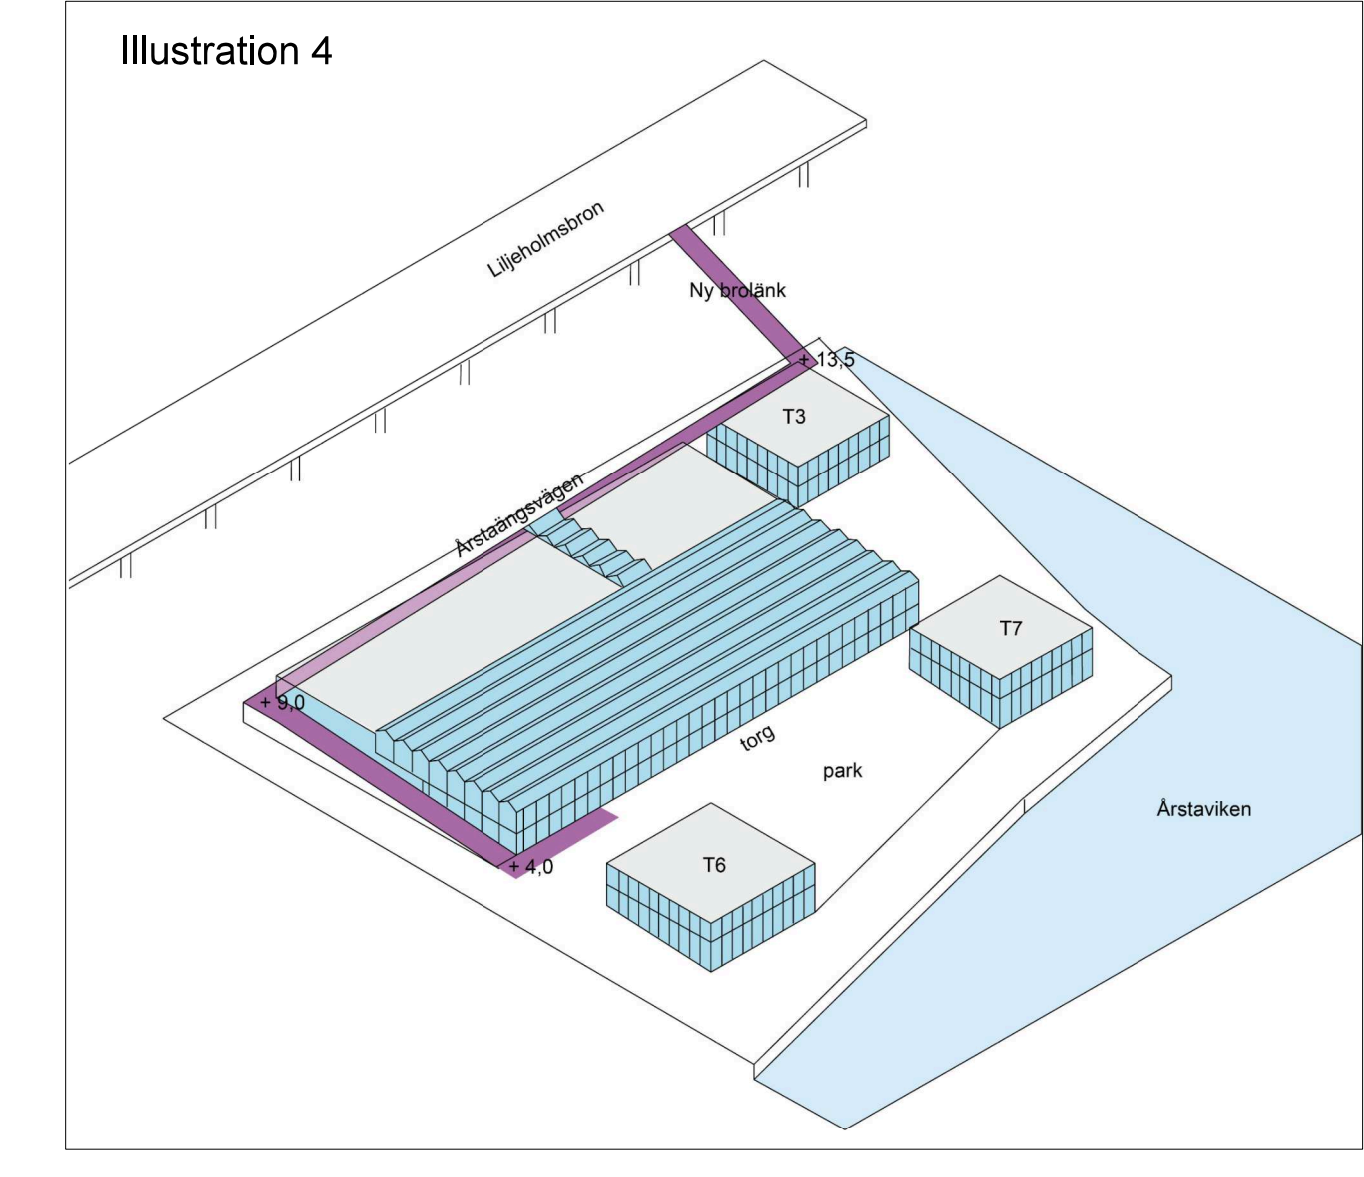 Illustration 4
Liljeholmsbron
Ny brolänk
+ 13,5
T3
Årstaängsvägen
T7
+ 9,0
torg
park
Årstaviken
T6
+ 4,0